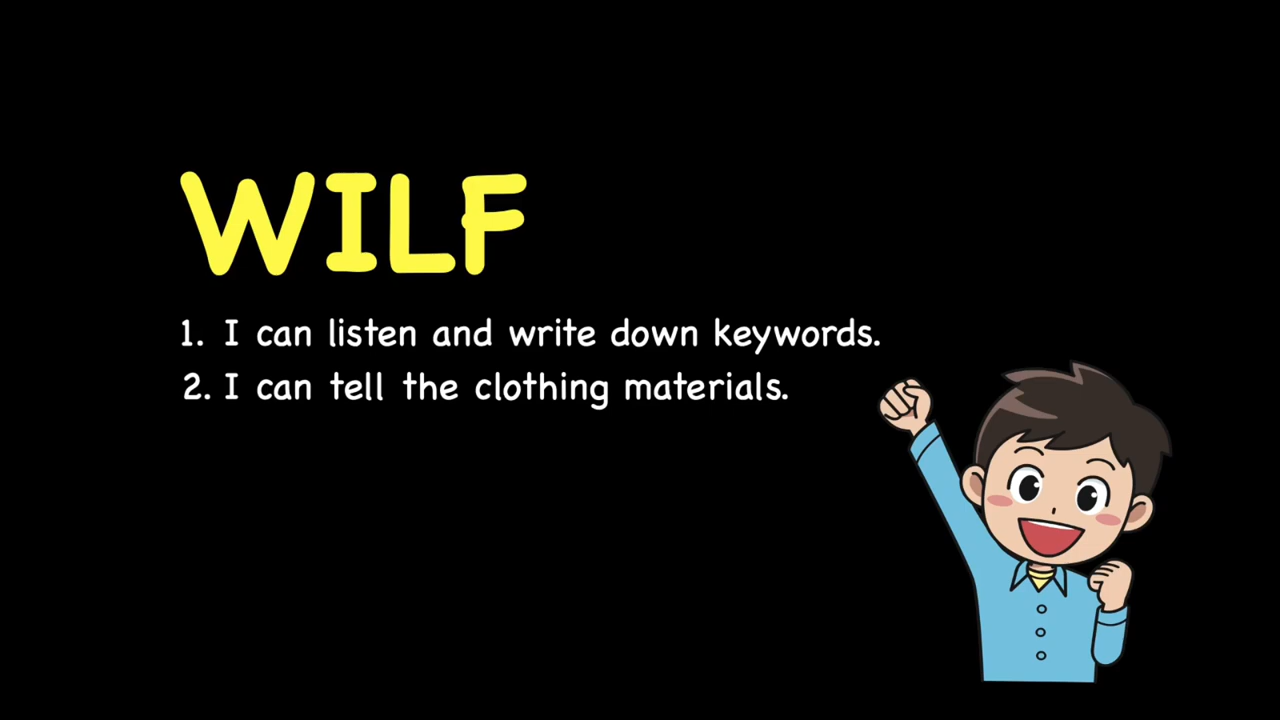 WILF
1. I can listen and write down keywords.
2. I can tell the clothing materials.